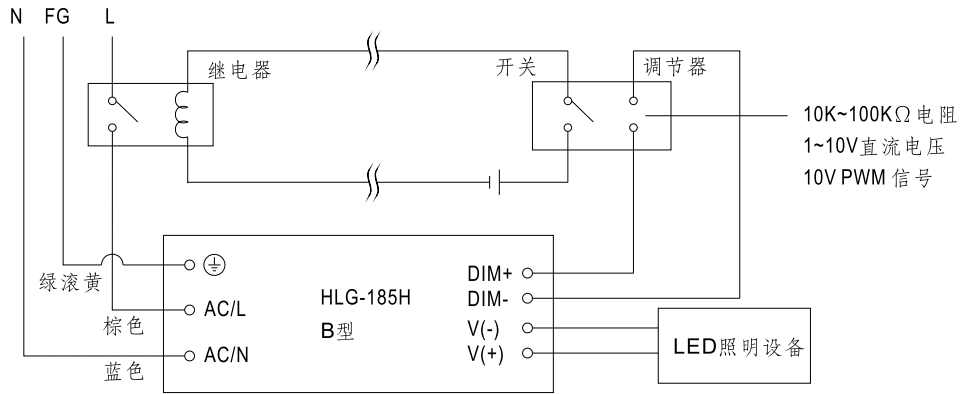 N FG L
继电器
开关
调节器
10K~100KΩ电阻
1~10V直流电压
10V PWM 信号
绿滚黄
棕色
蓝色
AC/L
AC/N
HLG-185H
B型
DIM+
DIM-
V(-)
V(+)
LED照明设备